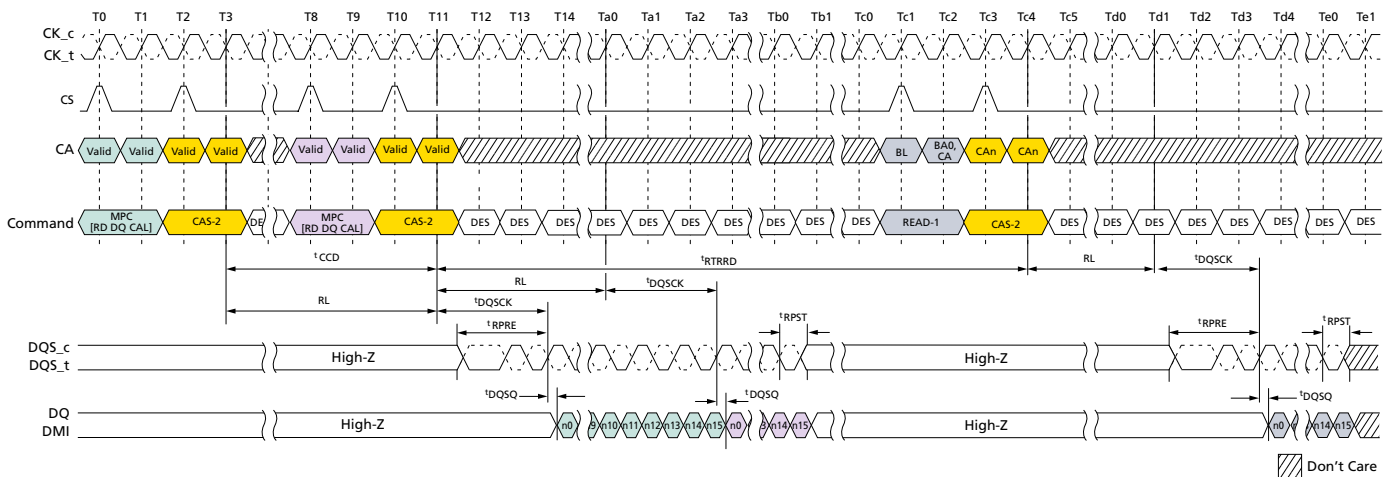 T0 T1 T2 T3 T8 T9 T10 T11 T12 T13 T14 Ta0 Ta1 Ta2 Ta3 Tb0 Tb1 Tc0 Tc1 Tc2 Tc3 Tc4 Tc5 Td0 Td1 Td2 Td3 Td4 Te0 Te1
CK_c
CK_t
CS
CA Valid Valid Valid Valid Valid Valid Valid Valid BL BA0, CA CAn CAn
Command MPC [RD DQ CAL] CAS-2 DE MPC [RD DQ CAL] CAS-2 DES DES DES DES DES DES DES DES DES DES READ-1 CAS-2 DES DES DES DES DES DES DES DES
tCCD tRTRRD RL tDQSCK
RL tDQSCK
RL tDQSCK
tRPRE tRPST tRPRE tRPST
DQS_c
DQS_t
High-Z High-Z
tDQSQ tDQSQ tDQSQ
DQ
DMI
High-Z n0 9 n10 n11 n12 n13 n14 n15 n0 3 n14 n15 High-Z n0 n14 n15
Don't Care